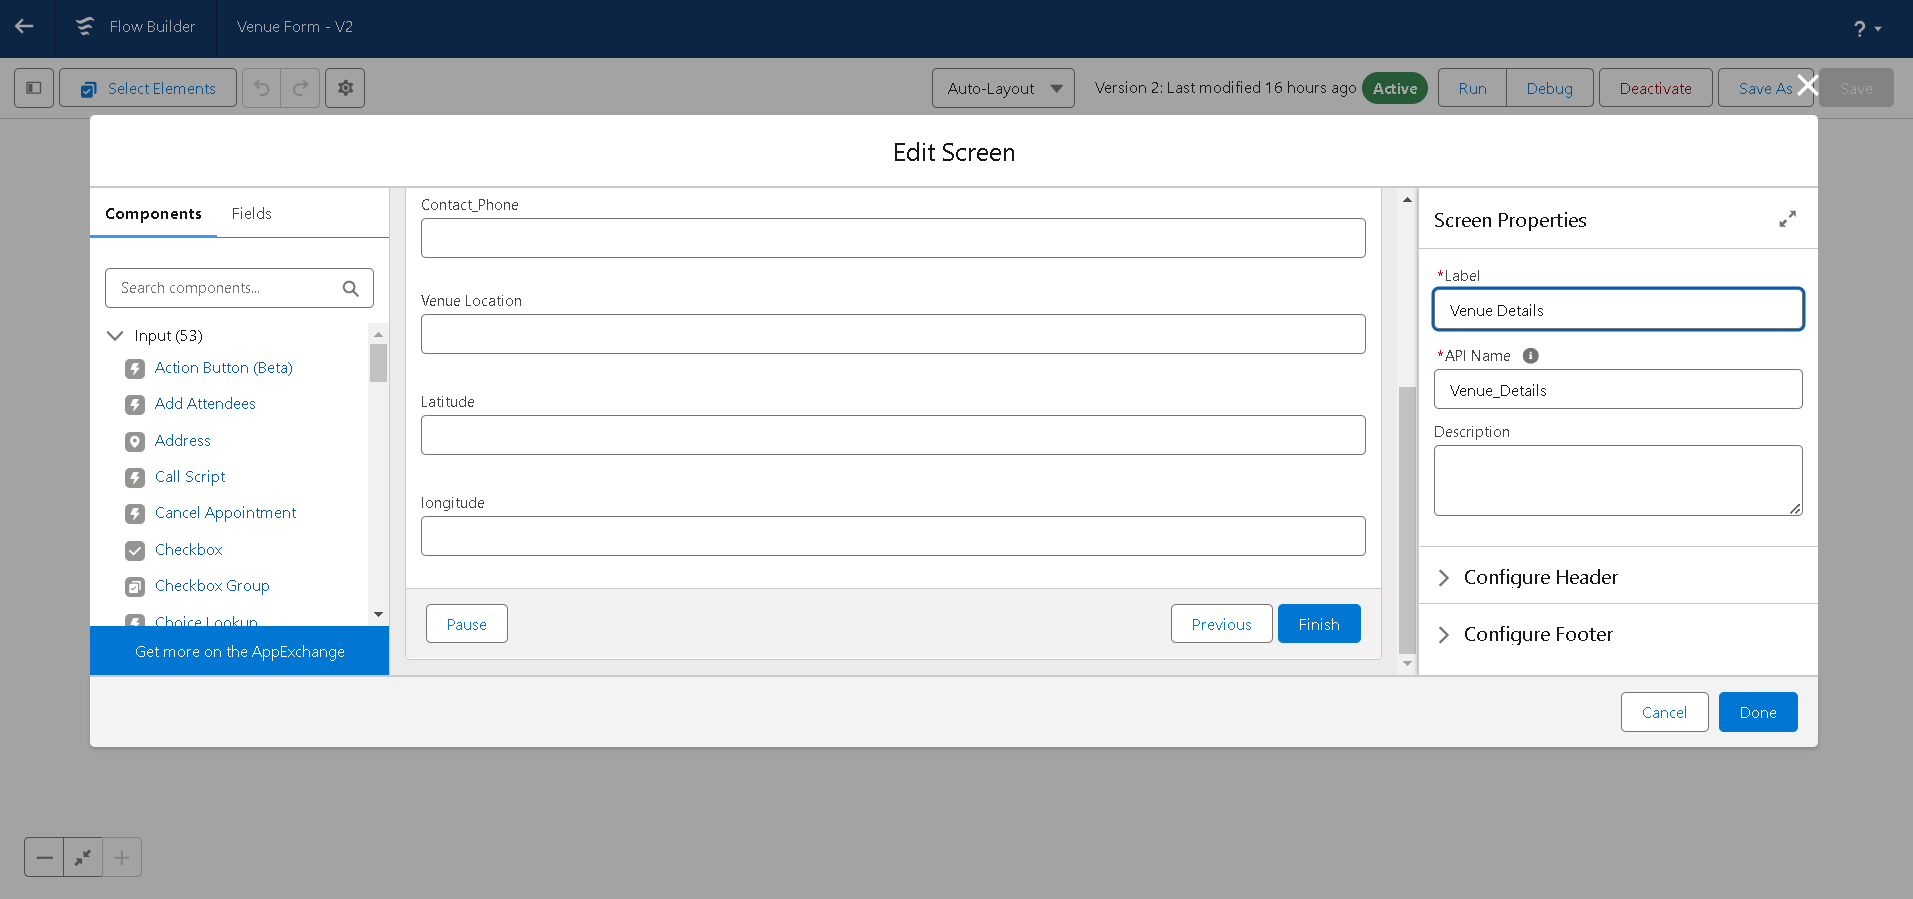 Flow Builder
Venue Form - V2
?
Select Elements
Auto-Layout
Version 2: Last modified 16 hours ago
Active
Run
Debug
Deactivate
Save As
Save
Edit Screen
Components
Fields
Search components...
Input (53)
Action Button (Beta)
Add Attendees
Address
Call Script
Cancel Appointment
Checkbox
Checkbox Group
Choice Lookup
Get more on the AppExchange
Contact_Phone
Venue Location
Latitude
longitude
Pause
Previous
Finish
Screen Properties
*Label
Venue Details
*API Name
Venue_Details
Description
Configure Header
Configure Footer
Cancel
Done